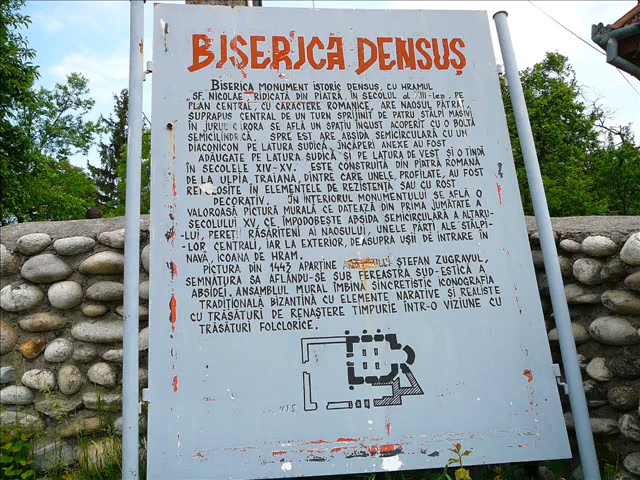 BISERICA DENSUȘ
BISERICA MONUMENT ISTORIC DENSUȘ, CU HRAMUL
SF. NICOLAE RIDICATĂ DIN PIATRĂ, ÎN SECOLUL al XIII-lea, PE
PLAN CENTRAL, CU CARACTERE ROMANICE, ARE NAOSUL PĂTRAT,
SUPRAPUS CENTRAL DE UN TURN SPRIJINIT DE PATRU STÂLPI MASIVI
ÎN JURUL CĂRORA SE AFLĂ UN SPAȚIU ÎNGUST ACOPERIT CU O BOLTĂ
SEMICILINDRICĂ. SPRE EST ARE ABSIDA SEMICIRCULARĂ CU UN
DIACONICON PE LATURA SUDICĂ, ÎNCĂPERI ANEXE AU FOST
ADĂUGATE PE LATURA SUDICĂ ȘI PE LATURA DE VEST ȘI O TINDĂ
ÎN SECOLELE XIV-XV. ESTE CONSTRUITĂ DIN PIATRĂ ROMANĂ
DE LA ULPIA TRAIANA, DINTRE CARE UNELE, PROFILATE, AU FOST
REFOLOSITE ÎN ELEMENTELE DE REZISTENȚĂ SAU CU ROST
DECORATIV. ÎN INTERIORUL MONUMENTULUI SE AFLĂ O
VALOROASĂ PICTURĂ MURALĂ CE DATEAZĂ DIN PRIMA JUMĂTATE A
SECOLULUI XV, CE ÎMPODOBEȘTE ABSIDA SEMICIRCULARĂ A ALTARU-
-LUI, PEREȚII RĂSĂRITENI AI NAOSULUI, UNELE PĂRȚI ALE STÂLPI-
-LOR CENTRALI, IAR LA EXTERIOR, DEASUPRA UȘII DE INTRARE ÎN
NAVĂ, ICOANA DE HRAM.
PICTURA DIN 1443 APARȚINE ȘTEFAN ZUGRAVUL,
SEMNATURA SA AFLÂNDU-SE SUB FEREASTRA SUD-ESTICĂ A
ABSIDEI. ANSAMBLUL MURAL ÎMBINĂ SINCRETISTIC ICONOGRAFIA
TRADIȚIONALĂ BIZANTINĂ CU ELEMENTE NARATIVE ȘI REALISTE
CU TRĂSĂTURI DE RENAȘTERE TIMPURIE ÎNTR-O VIZIUNE CU
TRĂSĂTURI FOLCLORICE.